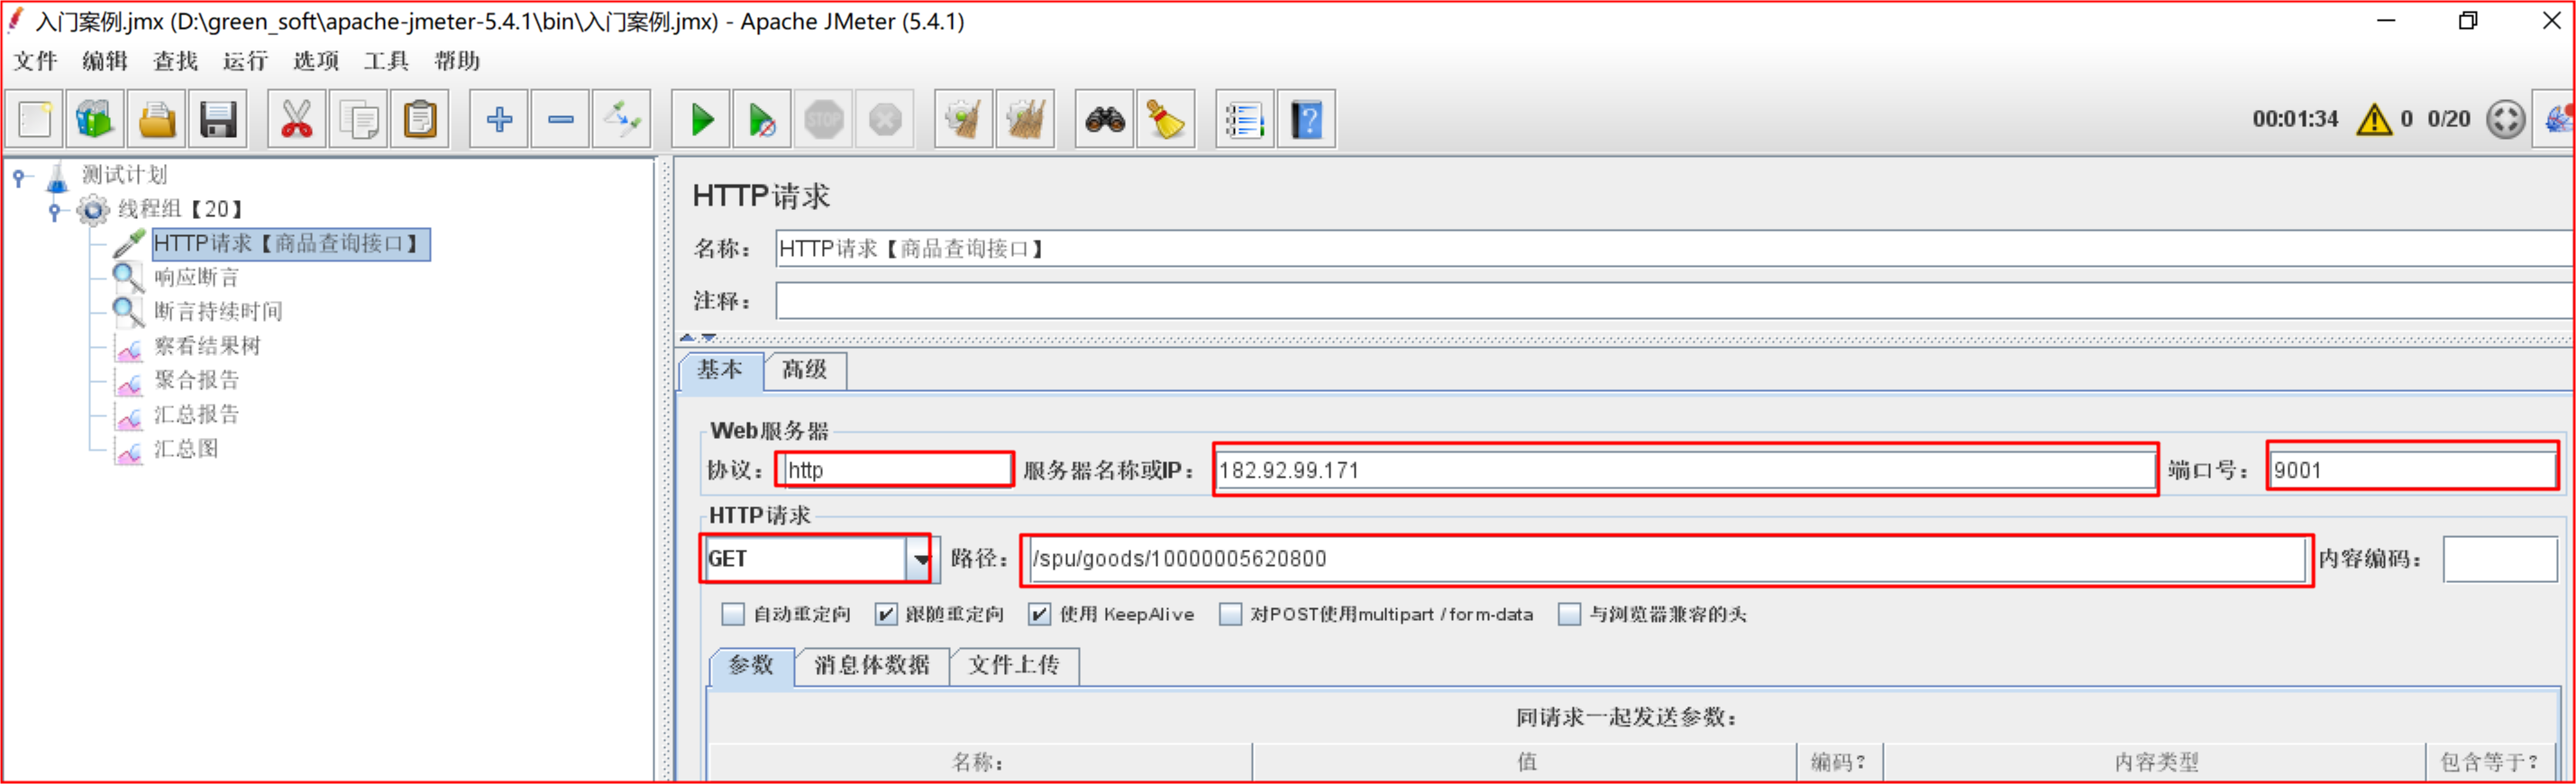 入门案例.jmx (D:\green_soft\apache-jmeter-5.4.1\bin\入门案例.jmx) - Apache JMeter (5.4.1)
文件 编辑 查找 运行 选项 工具 帮助
STOP
00:01:34 0 0/20
测试计划
线程组【20】
HTTP请求【商品查询接口】
响应断言
断言持续时间
察看结果树
聚合报告
汇总报告
汇总图
HTTP请求
名称： HTTP请求【商品查询接口】
注释：
基本 高级
Web服务器
协议： http 服务器名称或IP： 182.92.99.171 端口号： 9001
HTTP请求
GET 路径： /spu/goods/10000005620800 内容编码：
自动重定向 跟随重定向 使用 KeepAlive 对POST使用multipart / form-data 与浏览器兼容的头
参数 消息体数据 文件上传
同请求一起发送参数：
名称： 值 编码? 内容类型 包含等于?